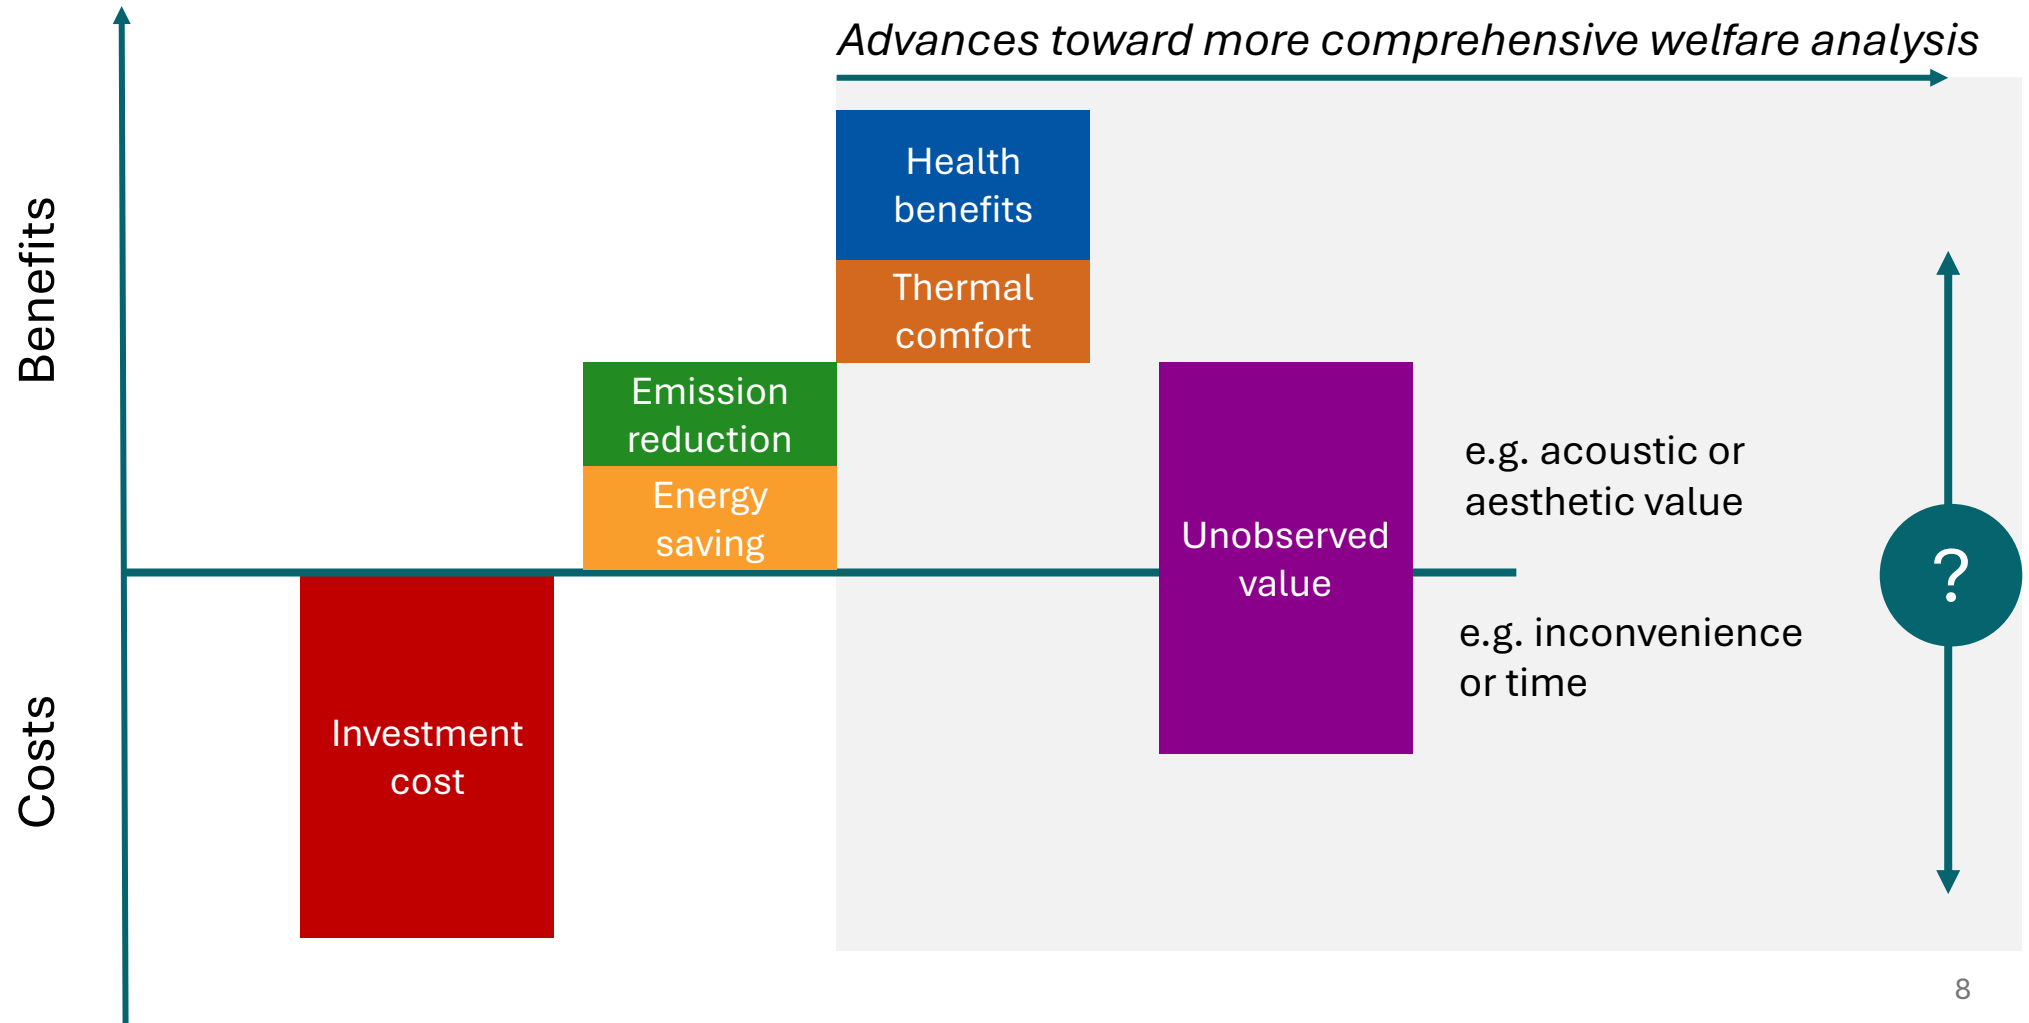 Advances toward more comprehensive welfare analysis
Benefits
Costs
Health
benefits
Thermal
comfort
Emission
reduction
Energy
saving
Investment
cost
Unobserved
value
e.g. acoustic or
aesthetic value
e.g. inconvenience
or time
?
8